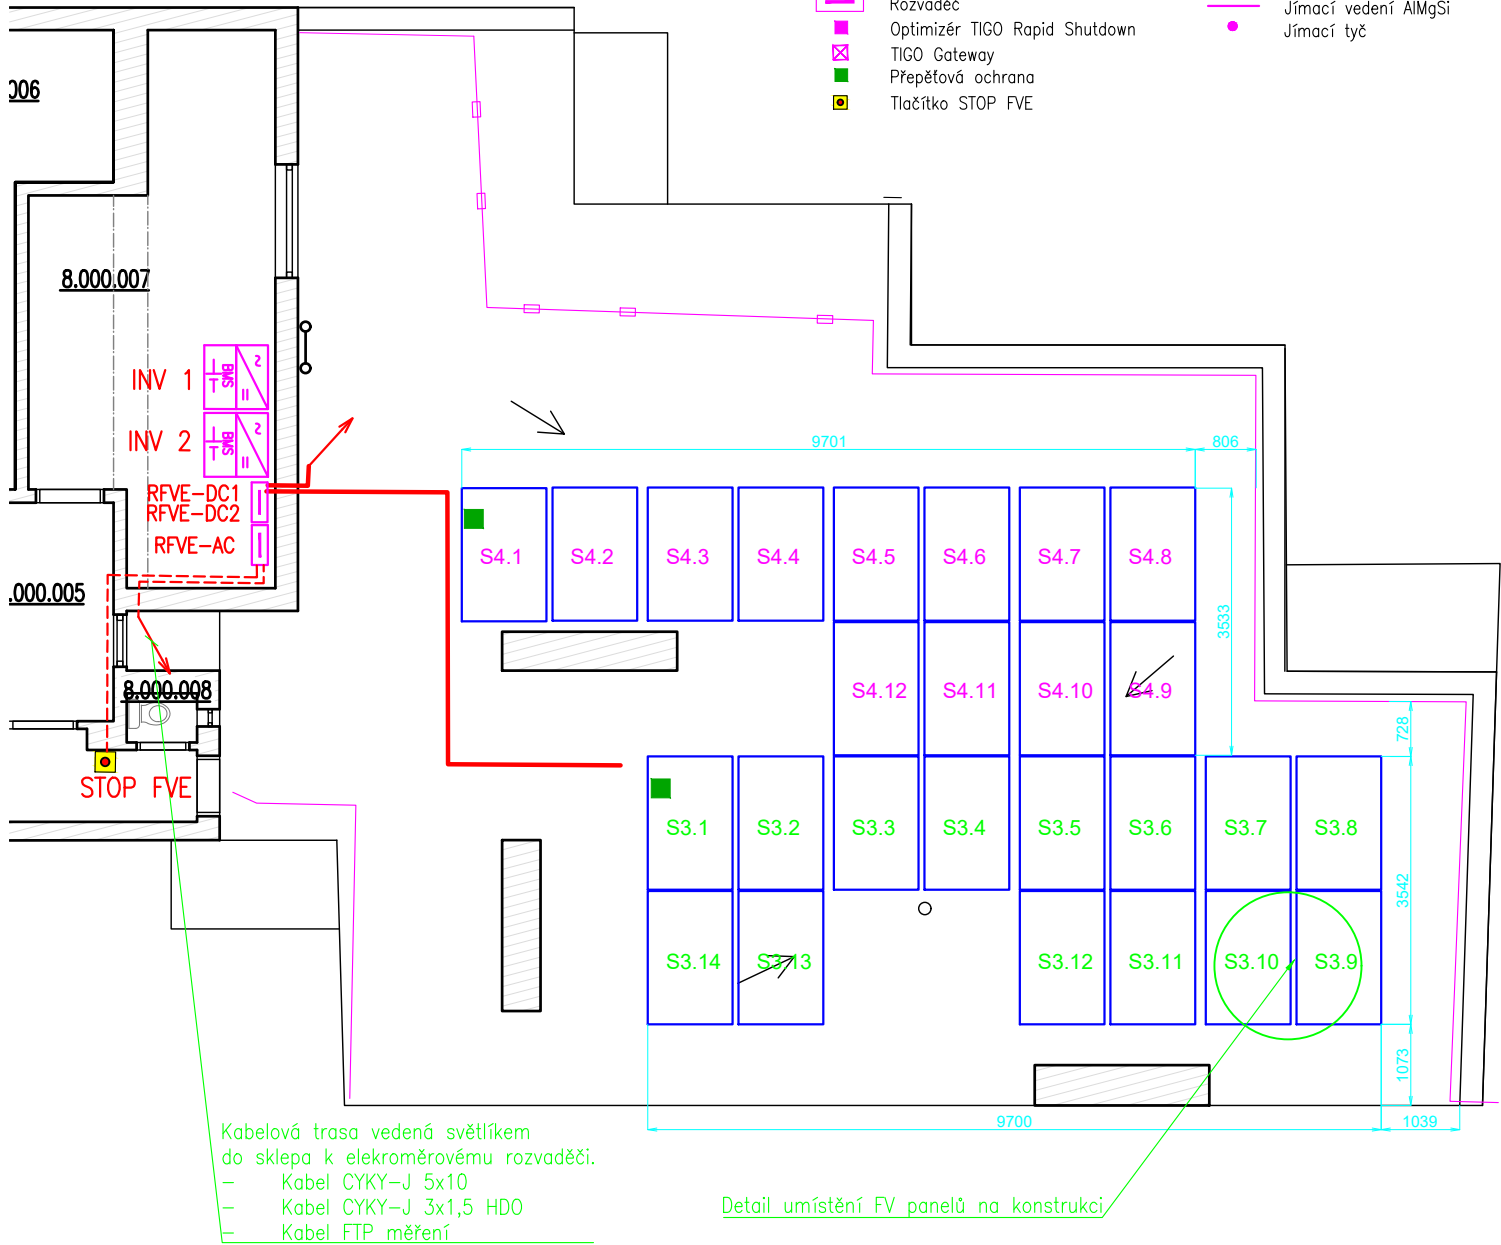 Rozvaděč
Optimizér TIGO Rapid Shutdown
TIGO Gateway
Přepěťová ochrana
Tlačítko STOP FVE
Jímací vedení AlMgSi
Jímací tyč
.006
8.000.007
INV 1
BMS
INV 2
BMS
RFVE-DC1
RFVE-DC2
RFVE-AC
.000.005
8.000.008
STOP FVE
9701
806
S4.1 S4.2 S4.3 S4.4 S4.5 S4.6 S4.7 S4.8
3533
S4.12 S4.11 S4.10 S4.9
728
S3.1 S3.2 S3.3 S3.4 S3.5 S3.6 S3.7 S3.8
3542
S3.14 S3.13 S3.12 S3.11 S3.10 S3.9
1073
9700
1039
Kabelová trasa vedená světlíkem
do sklepa k elekroměrovému rozvaděči.
- Kabel CYKY-J 5x10
- Kabel CYKY-J 3x1,5 HDO
- Kabel FTP měření
Detail umístění FV panelů na konstrukci